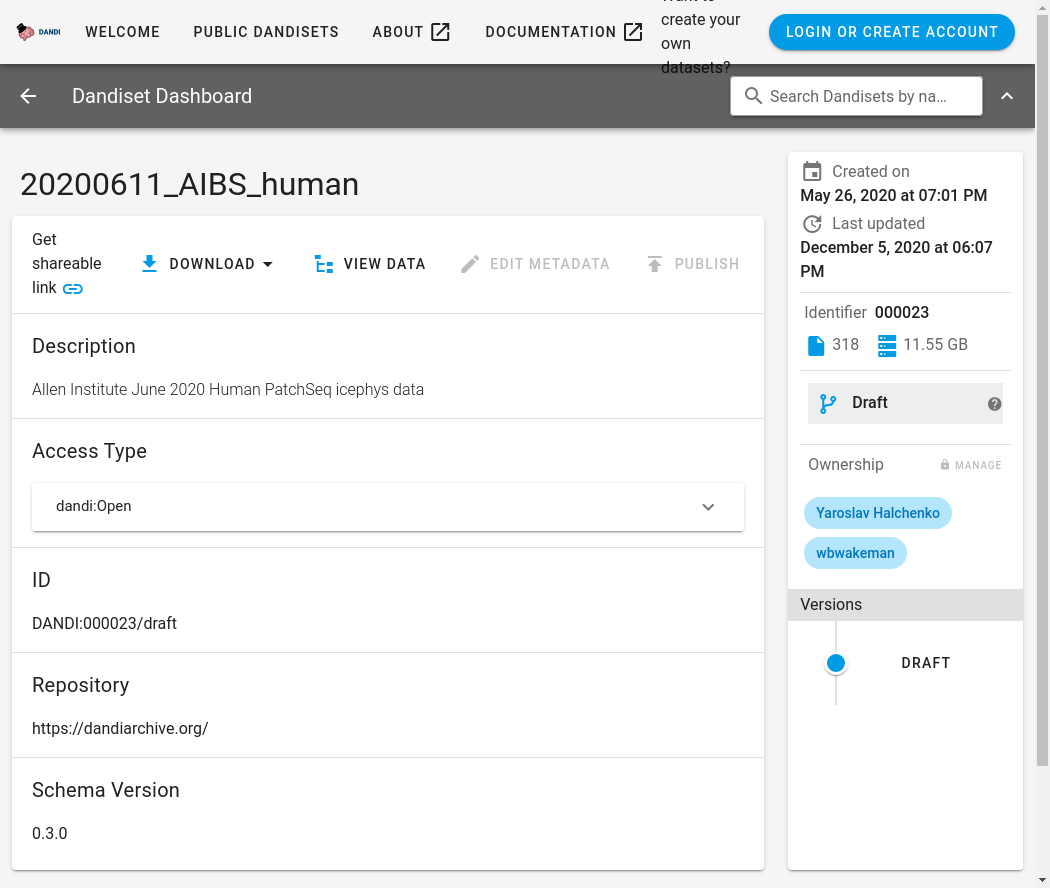 DANDI
WELCOME
PUBLIC DANDISETS
ABOUT
DOCUMENTATION
create your
own
datasets?
LOGIN OR CREATE ACCOUNT
Dandiset Dashboard
Search Dandisets by na…
20200611_AIBS_human
Get
shareable
link
DOWNLOAD
VIEW DATA
EDIT METADATA
PUBLISH
Description
Allen Institute June 2020 Human PatchSeq icephys data
Access Type
dandi:Open
ID
DANDI:000023/draft
Repository
https://dandiarchive.org/
Schema Version
0.3.0
Created on
May 26, 2020 at 07:01 PM
Last updated
December 5, 2020 at 06:07
PM
Identifier 000023
318 11.55 GB
Draft
Ownership
MANAGE
Yaroslav Halchenko
wbwakeman
Versions
DRAFT